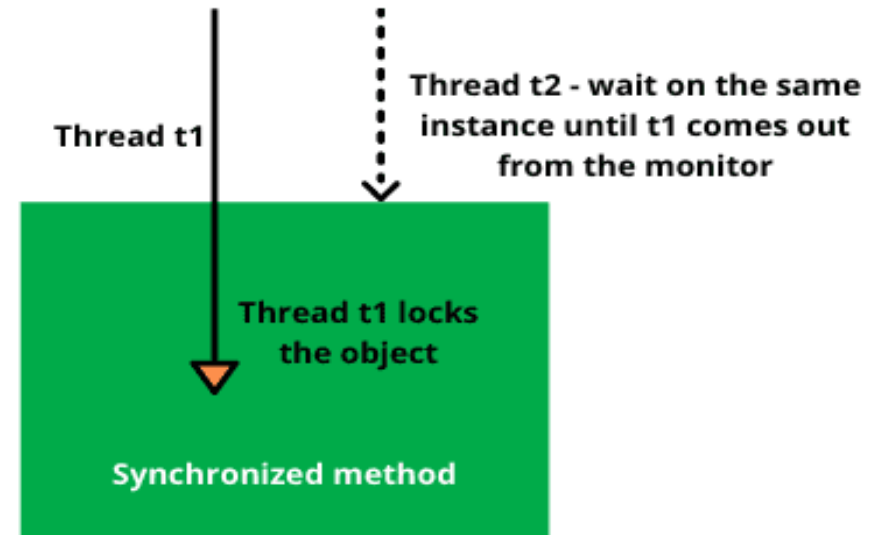 Thread t1
Thread t2 - wait on the same
instance until t1 comes out
from the monitor
Thread t1 locks
the object
Synchronized method